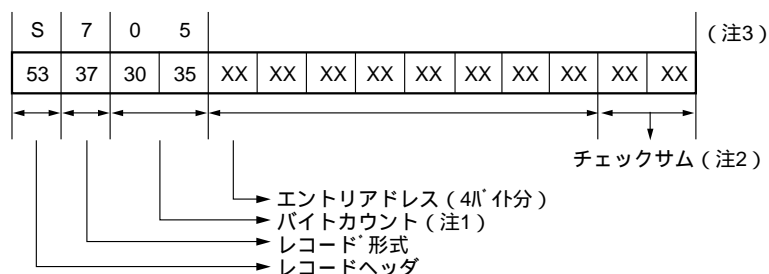 S 7 0 5 (注3)
53 37 30 35 XX XX XX XX XX XX XX XX XX XX
チェックサム(注2)
エントリアドレス(4バイト分)
バイトカウント(注1)
レコード形式
レコードヘッダ